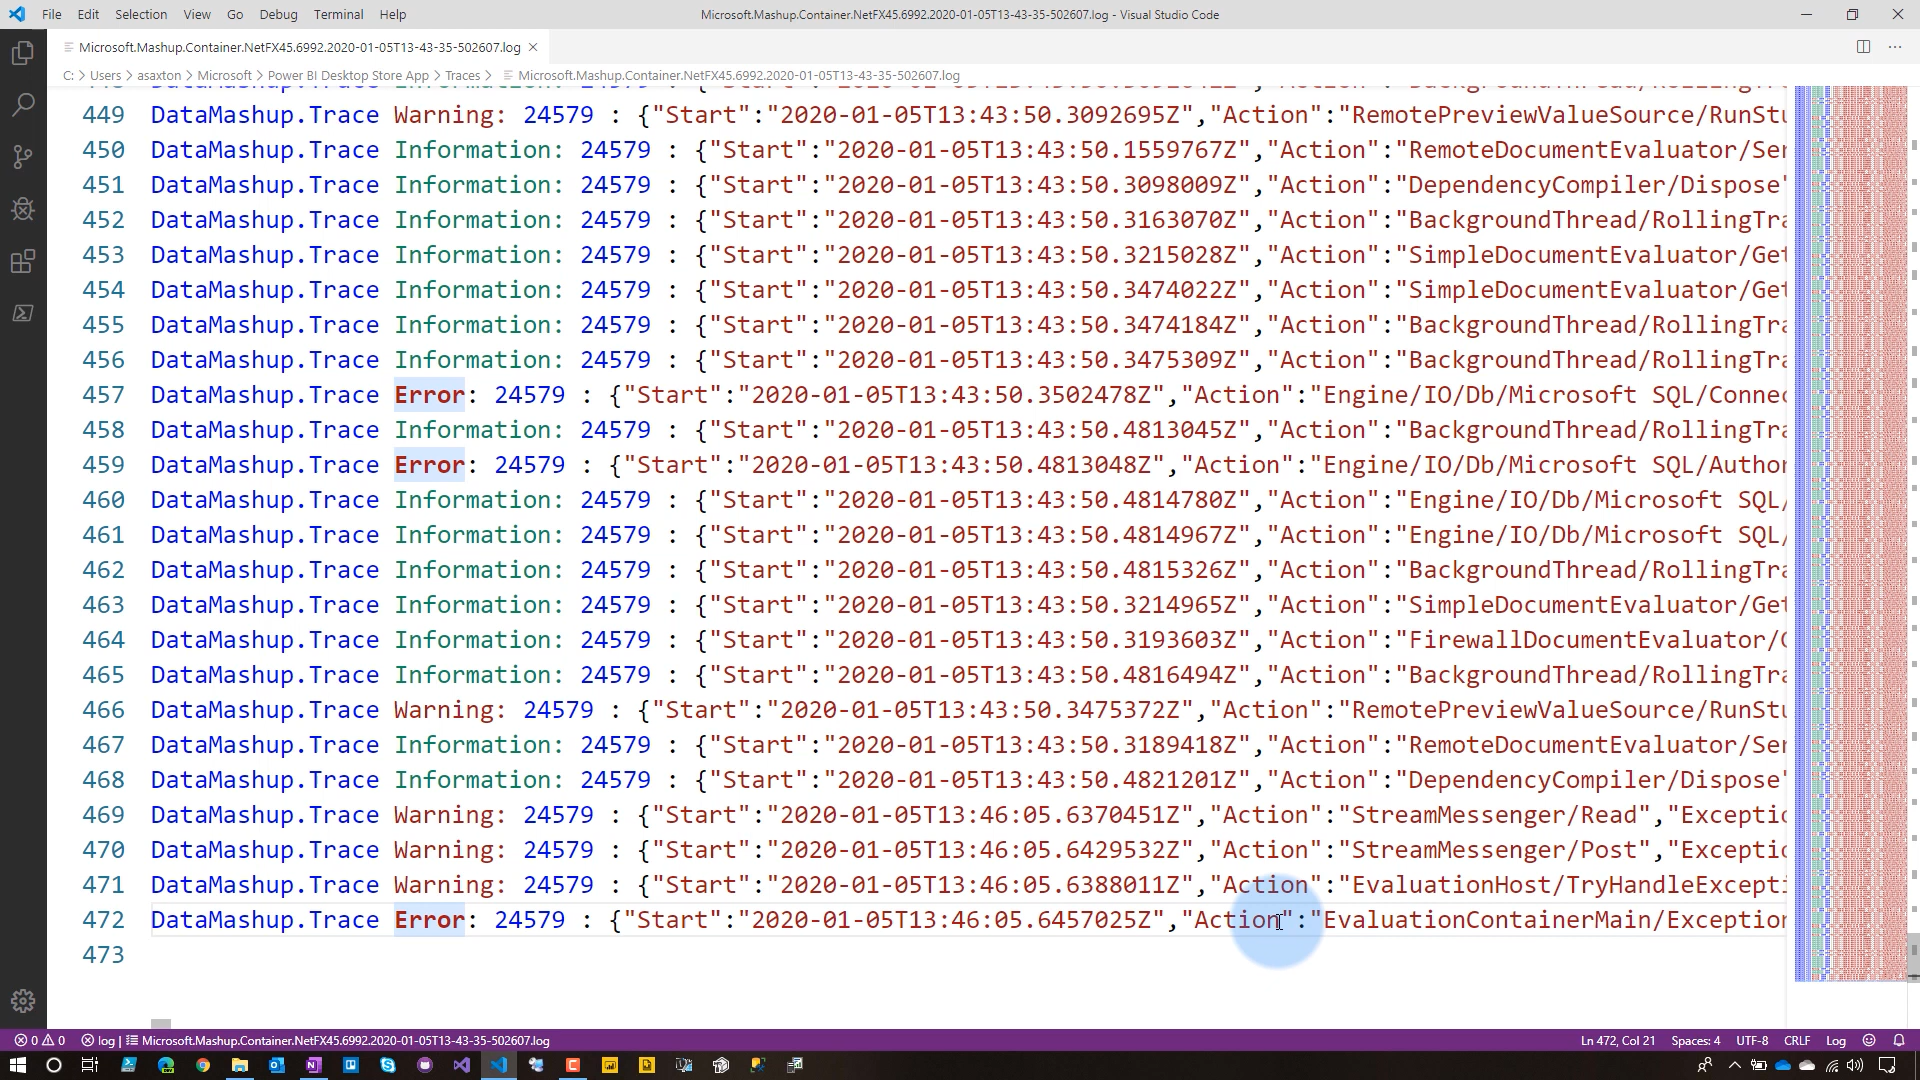 File Edit Selection View Go Debug Terminal Help
Microsoft.Mashup.Container.NetFX45.6992.2020-01-05T13-43-35-502607.log - Visual Studio Code
Microsoft.Mashup.Container.NetFX45.6992.2020-01-05T13-43-35-502607.log
C: > Users > asaxton > Microsoft > Power BI Desktop Store App > Traces > Microsoft.Mashup.Container.NetFX45.6992.2020-01-05T13-43-35-502607.log
449 DataMashup.Trace Warning: 24579 : {"Start":"2020-01-05T13:43:50.3092695Z","Action":"RemotePreviewValueSource/RunStu
450 DataMashup.Trace Information: 24579 : {"Start":"2020-01-05T13:43:50.1559767Z","Action":"RemoteDocumentEvaluator/Ser
451 DataMashup.Trace Information: 24579 : {"Start":"2020-01-05T13:43:50.3098009Z","Action":"DependencyCompiler/Dispose"
452 DataMashup.Trace Information: 24579 : {"Start":"2020-01-05T13:43:50.3163070Z","Action":"BackgroundThread/RollingTra
453 DataMashup.Trace Information: 24579 : {"Start":"2020-01-05T13:43:50.3215028Z","Action":"SimpleDocumentEvaluator/Get
454 DataMashup.Trace Information: 24579 : {"Start":"2020-01-05T13:43:50.3474022Z","Action":"SimpleDocumentEvaluator/Get
455 DataMashup.Trace Information: 24579 : {"Start":"2020-01-05T13:43:50.3474184Z","Action":"BackgroundThread/RollingTra
456 DataMashup.Trace Information: 24579 : {"Start":"2020-01-05T13:43:50.3475309Z","Action":"BackgroundThread/RollingTra
457 DataMashup.Trace Error: 24579 : {"Start":"2020-01-05T13:43:50.3502478Z","Action":"Engine/IO/Db/Microsoft SQL/Connec
458 DataMashup.Trace Information: 24579 : {"Start":"2020-01-05T13:43:50.4813045Z","Action":"BackgroundThread/RollingTra
459 DataMashup.Trace Error: 24579 : {"Start":"2020-01-05T13:43:50.4813048Z","Action":"Engine/IO/Db/Microsoft SQL/Author
460 DataMashup.Trace Information: 24579 : {"Start":"2020-01-05T13:43:50.4814780Z","Action":"Engine/IO/Db/Microsoft SQL/
461 DataMashup.Trace Information: 24579 : {"Start":"2020-01-05T13:43:50.4814967Z","Action":"Engine/IO/Db/Microsoft SQL/
462 DataMashup.Trace Information: 24579 : {"Start":"2020-01-05T13:43:50.4815326Z","Action":"BackgroundThread/RollingTra
463 DataMashup.Trace Information: 24579 : {"Start":"2020-01-05T13:43:50.3214965Z","Action":"SimpleDocumentEvaluator/Get
464 DataMashup.Trace Information: 24579 : {"Start":"2020-01-05T13:43:50.3193603Z","Action":"FirewallDocumentEvaluator/
465 DataMashup.Trace Information: 24579 : {"Start":"2020-01-05T13:43:50.4816494Z","Action":"BackgroundThread/RollingTra
466 DataMashup.Trace Warning: 24579 : {"Start":"2020-01-05T13:43:50.3475372Z","Action":"RemotePreviewValueSource/RunStu
467 DataMashup.Trace Information: 24579 : {"Start":"2020-01-05T13:43:50.3189418Z","Action":"RemoteDocumentEvaluator/Ser
468 DataMashup.Trace Information: 24579 : {"Start":"2020-01-05T13:43:50.4821201Z","Action":"DependencyCompiler/Dispose"
469 DataMashup.Trace Warning: 24579 : {"Start":"2020-01-05T13:46:05.6370451Z","Action":"StreamMessenger/Read","Exceptio
470 DataMashup.Trace Warning: 24579 : {"Start":"2020-01-05T13:46:05.6429532Z","Action":"StreamMessenger/Post","Exceptio
471 DataMashup.Trace Warning: 24579 : {"Start":"2020-01-05T13:46:05.6388011Z","Action":"EvaluationHost/TryHandleExcepti
472 DataMashup.Trace Error: 24579 : {"Start":"2020-01-05T13:46:05.6457025Z","Action":"EvaluationContainerMain/Exception
473
0 0 log | Microsoft.Mashup.Container.NetFX45.6992.2020-01-05T13-43-35-502607.log
Ln 472, Col 21 Spaces: 4 UTF-8 CRLF Log